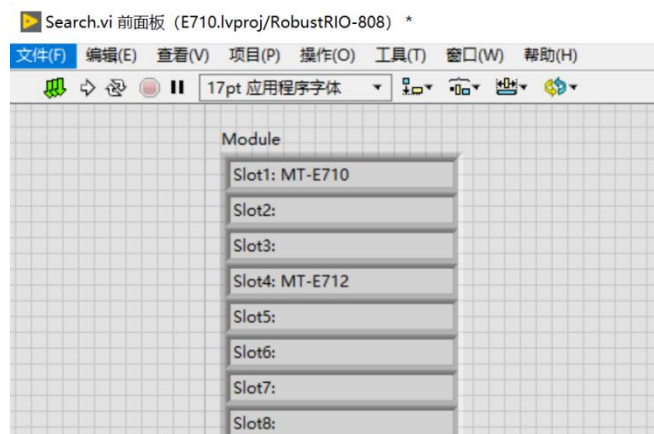 Search.vi 前面板（E710.lvproj/RobustRIO-808） *
文件(F) 编辑(E) 查看(V) 项目(P) 操作(O) 工具(T) 窗口(W) 帮助(H)
17pt 应用程序字体
Module
Slot1: MT-E710
Slot2:
Slot3:
Slot4: MT-E712
Slot5:
Slot6:
Slot7:
Slot8: